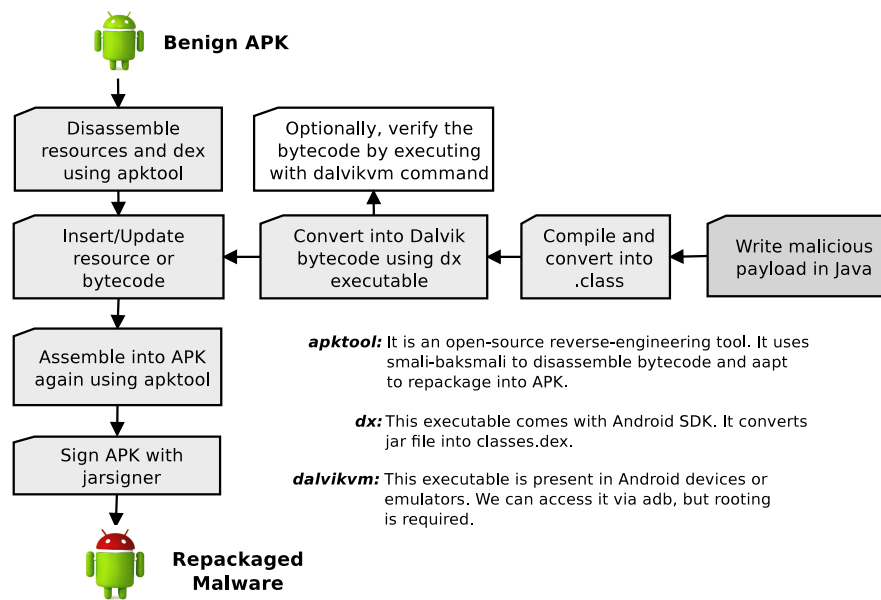 Benign APK
Disassemble
resources and dex
using apktool
Optionally, verify the
bytecode by executing
with dalvikvm command
Insert/Update
resource or
bytecode
Convert into Dalvik
bytecode using dx
executable
Compile and
convert into
.class
Write malicious
payload in Java
Assemble into APK
again using apktool
Sign APK with
jarsigner
Repackaged
Malware
apktool: It is an open-source reverse-engineering tool. It uses
smali-baksmali to disassemble bytecode and aapt
to repackage into APK.
dx: This executable comes with Android SDK. It converts
jar file into classes.dex.
dalvikvm: This executable is present in Android devices or
emulators. We can access it via adb, but rooting
is required.